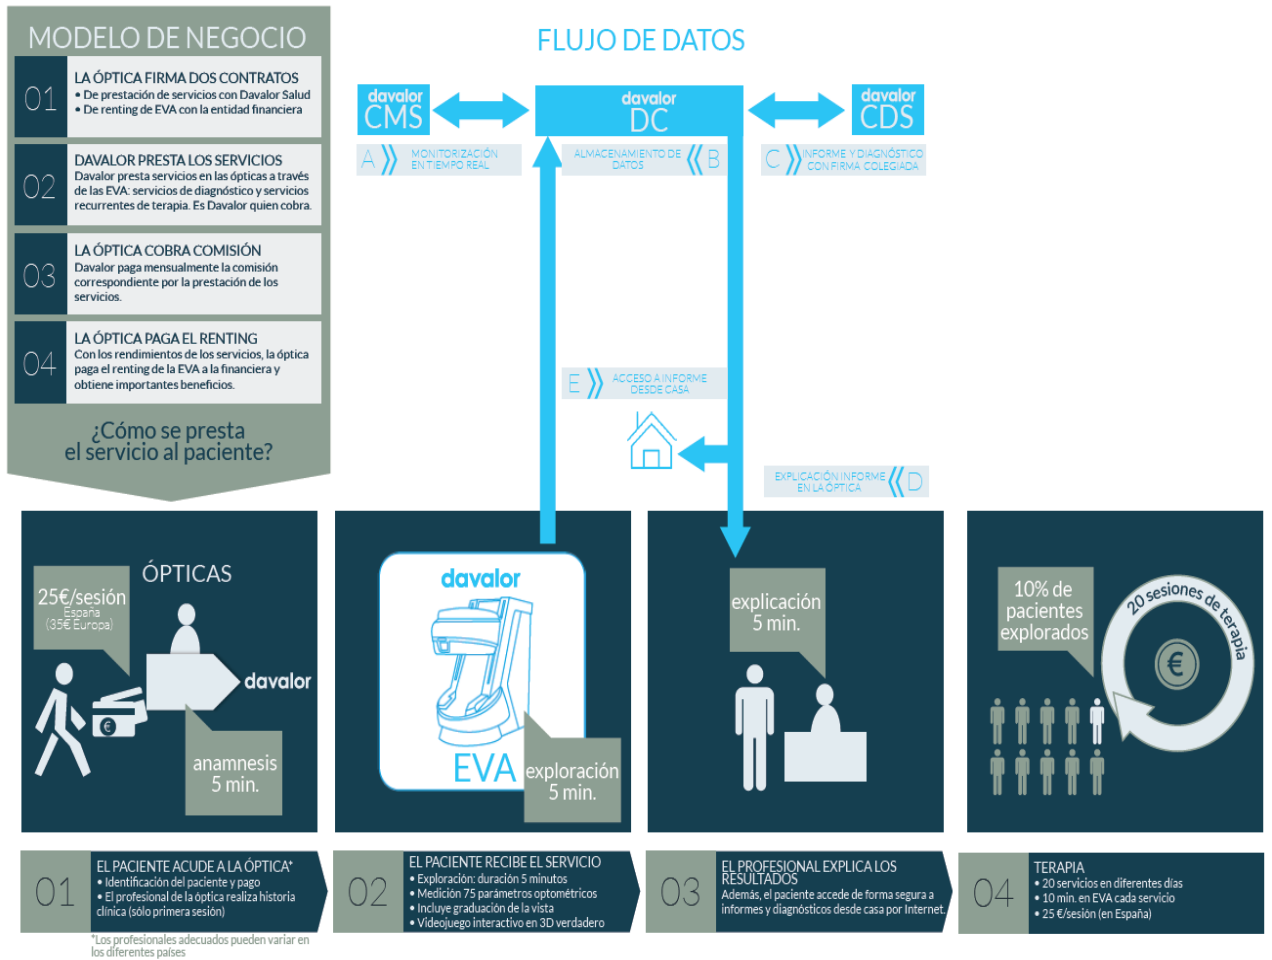 MODELO DE NEGOCIO
01
LA ÓPTICA FIRMA DOS CONTRATOS
• De prestación de servicios con Davalor Salud
• De renting de EVA con la entidad financiera
02
DAVALOR PRESTA LOS SERVICIOS
Davalor presta servicios en las ópticas a través
de las EVA: servicios de diagnóstico y servicios
recurrentes de terapia. Es Davalor quien cobra.
03
LA ÓPTICA COBRA COMISIÓN
Davalor paga mensualmente la comisión
correspondiente por la prestación de los
servicios.
04
LA ÓPTICA PAGA EL RENTING
Con los rendimientos de los servicios, la óptica
paga el renting de la EVA a la financiera y
obtiene importantes beneficios.
¿Cómo se presta
el servicio al paciente?
FLUJO DE DATOS
davalor
CMS
davalor
DC
davalor
CDS
A
MONITORIZACIÓN
EN TIEMPO REAL
ALMACENAMIENTO DE
DATOS
B
C
INFORME Y DIAGNÓSTICO
CON FIRMA COLEGIADA
E
ACCESO A INFORME
DESDE CASA
EXPLICACIÓN INFORME
EN LA ÓPTICA
D
ÓPTICAS
25€/sesión
España
(35€ Europa)
davalor
€
anamnesis
5 min.
davalor
EVA
exploración
5 min.
explicación
5 min.
10% de
pacientes
explorados
20 sesiones de terapia
€
01
EL PACIENTE ACUDE A LA ÓPTICA*
• Identificación del paciente y pago
• El profesional de la óptica realiza historia
clínica (sólo primera sesión)
*Los profesionales adecuados pueden variar en
los diferentes países
02
EL PACIENTE RECIBE EL SERVICIO
• Exploración: duración 5 minutos
• Medición 75 parámetros optométricos
• Incluye graduación de la vista
• Videojuego interactivo en 3D verdadero
03
EL PROFESIONAL EXPLICA LOS
RESULTADOS
Además, el paciente accede de forma segura a
informes y diagnósticos desde casa por Internet.
04
TERAPIA
• 20 servicios en diferentes días
• 10 min. en EVA cada servicio
• 25 €/sesión (en España)